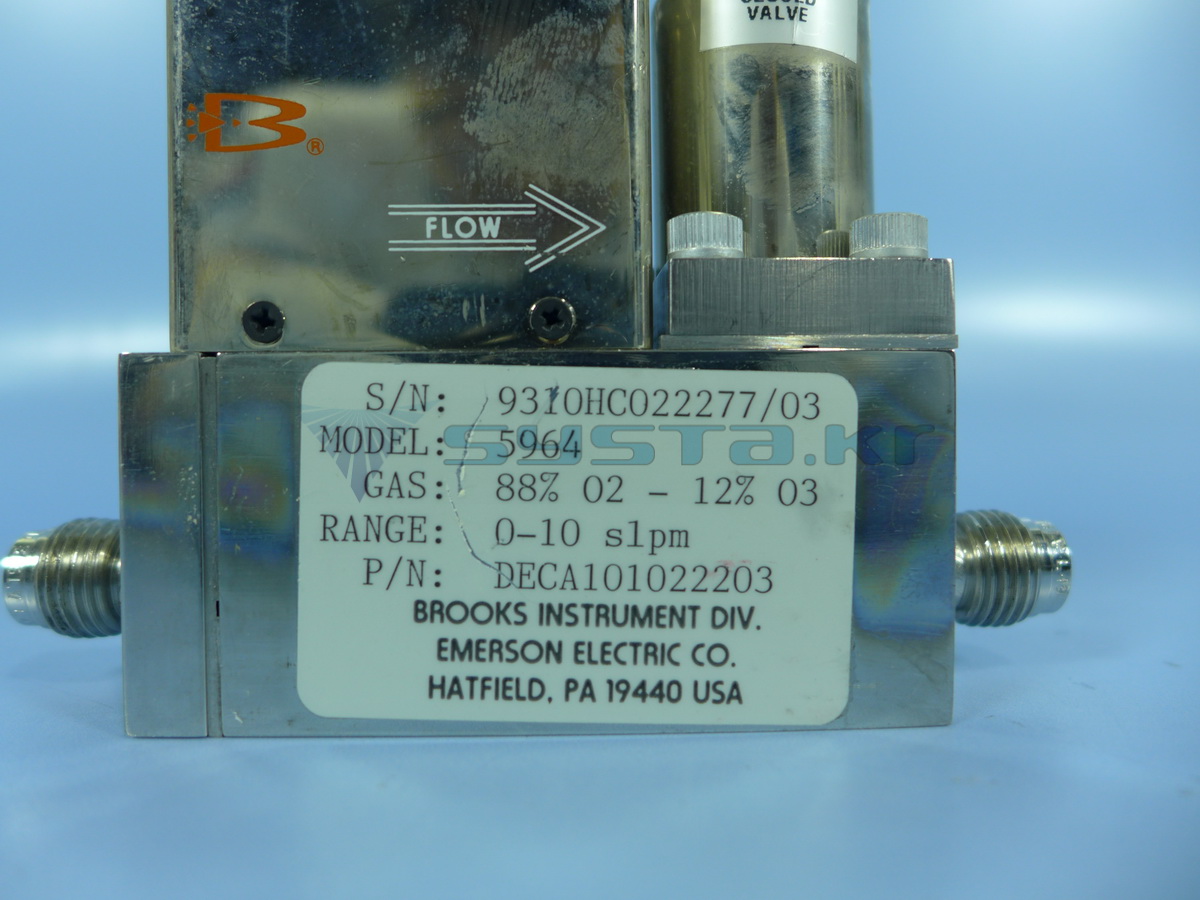 VALVE
B®
FLOW
S/N: 9310HC022277/03
MODEL: 5964
susta.kr
GAS: 88% O2 - 12% O3
RANGE: 0-10 slpm
P/N: DECA101022203
BROOKS INSTRUMENT DIV.
EMERSON ELECTRIC CO.
HATFIELD, PA 19440 USA